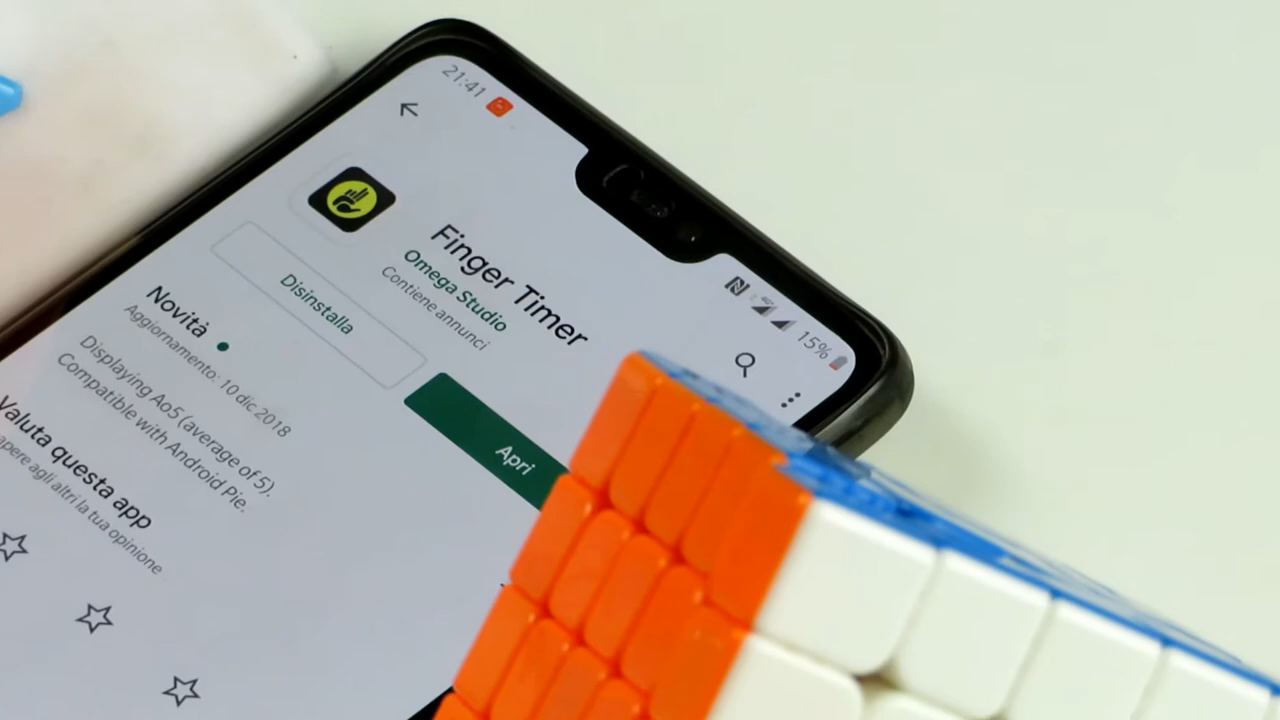 21:41
15%
Finger Timer
Omega Studio
Contiene annunci
Disinstalla
Apri
Novità
Aggiornamento: 10 dic 2018
Displaying Ao5 (average of 5).
Compatible with Android Pie.
Valuta questa app
apere agli altri la tua opinione